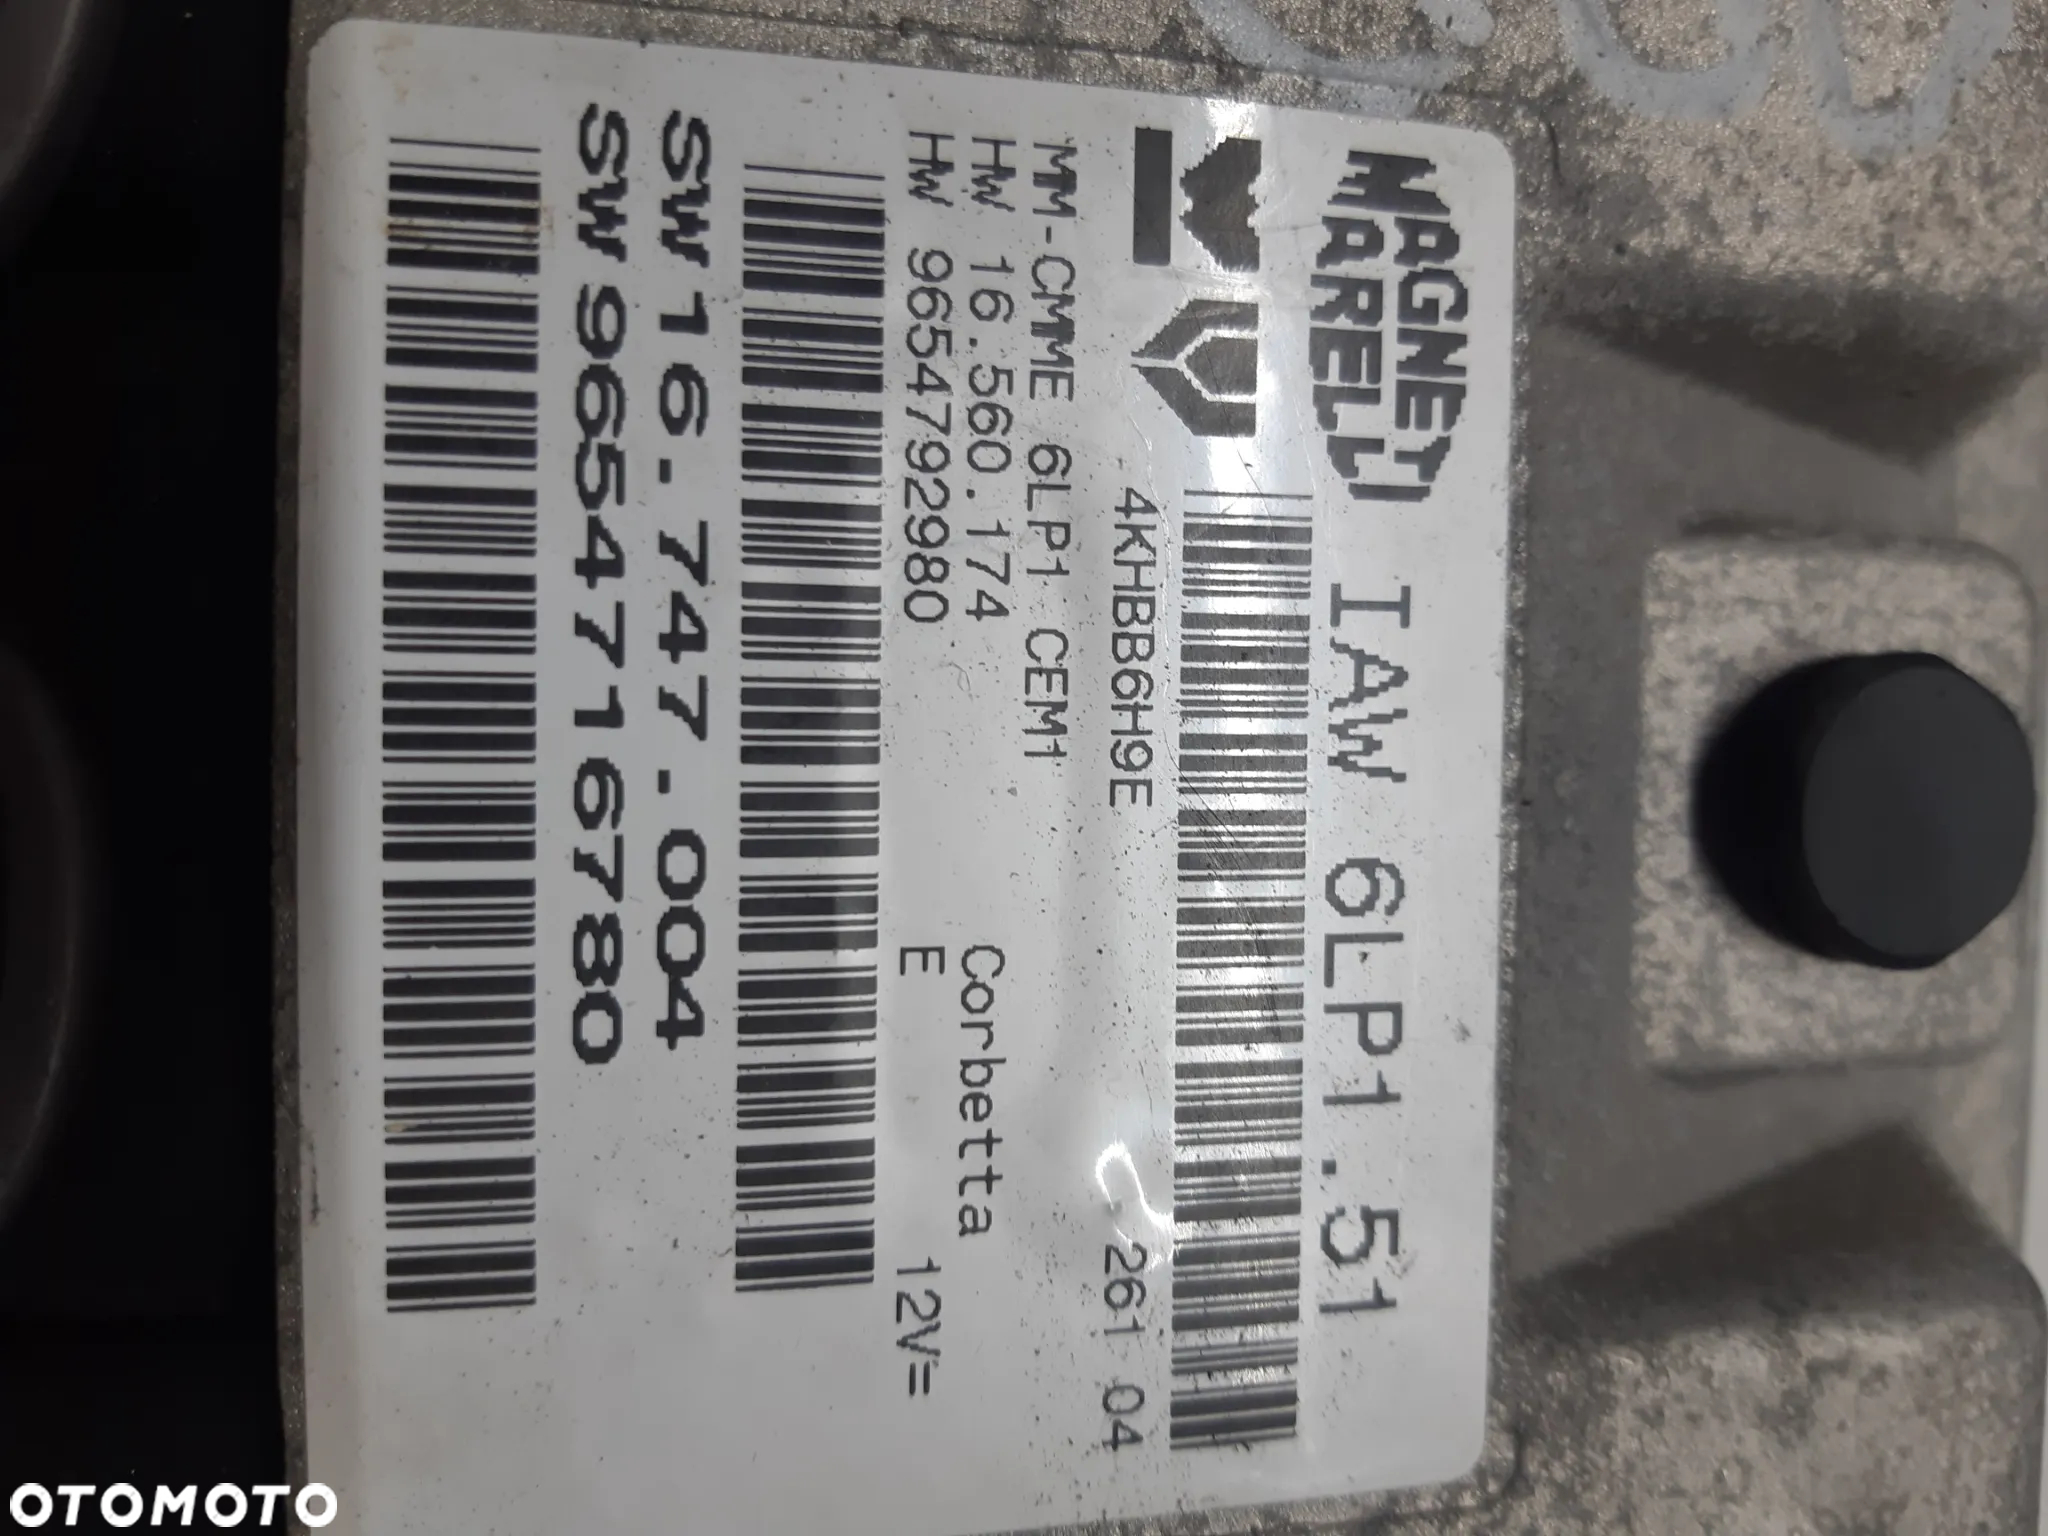 MAGNETI
MARELLI
IAW 6LP1.51
4KHBB6H9E
261 04
MM-CMME 6LP1 CEM1
HW 16.560.174
Corbetta
HW 9654792980
E
12V=
SW 16.747.004
SW 9654716780
OTOMOTO